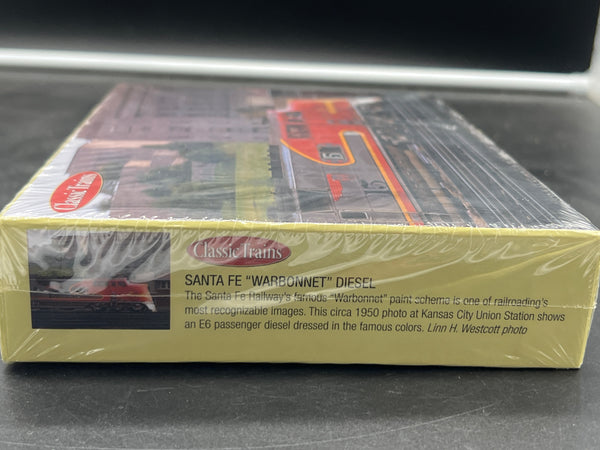 Classic Trains
Classic Trains
SANTA FE "WARBONNET" DIESEL
The Santa Fe Railway's famous "Warbonnet" paint scheme is one of railroading's
most recognizable images. This circa 1950 photo at Kansas City Union Station shows
an E6 passenger diesel dressed in the famous colors. Linn H. Westcott photo